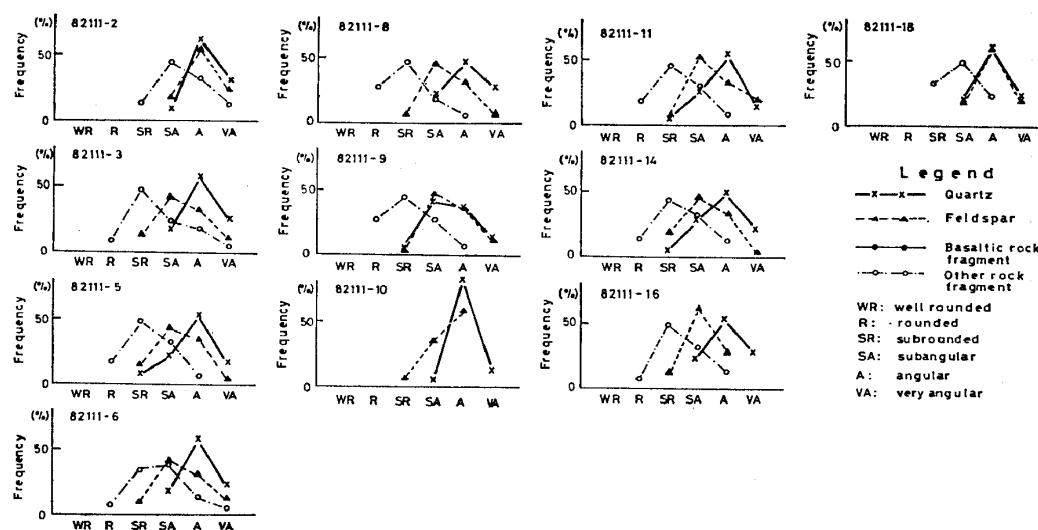 (%) 82111-2
50
0
Frequency
WR R SR SA A VA
(%) 82111-8
50
0
Frequency
WR R SR SA A VA
(%) 82111-11
50
0
Frequency
WR R SR SA A VA
(%) 82111-18
50
0
Frequency
WR R SR SA A VA
(%) 82111-3
50
0
Frequency
WR R SR SA A VA
(%) 82111-9
50
0
Frequency
WR R SR SA A VA
(%) 82111-14
50
0
Frequency
WR R SR SA A VA
(%) 82111-5
50
0
Frequency
WR R SR SA A VA
(%) 82111-10
50
0
Frequency
WR R SR SA A VA
(%) 82111-16
50
0
Frequency
WR R SR SA A VA
(%) 82111-6
50
0
Frequency
WR R SR SA A VA
Legend
Quartz
Feldspar
Basaltic rock
fragment
Other rock
fragment
WR: well rounded
R: rounded
SR: subrounded
SA: subangular
A: angular
VA: very angular